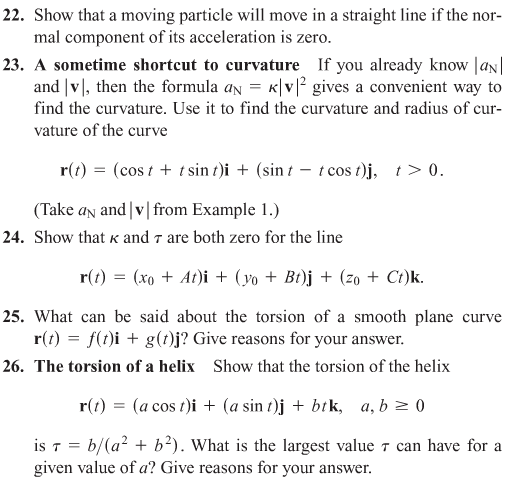 22. Show that a moving particle will move in a straight line if the nor-
mal component of its acceleration is zero.
23. A sometime shortcut to curvature If you already know |a_N|
and |v|, then the formula a_N = κ|v|² gives a convenient way to
find the curvature. Use it to find the curvature and radius of cur-
vature of the curve
r(t) = (cos t + t sin t)i + (sin t − t cos t)j, t > 0.
(Take a_N and |v| from Example 1.)
24. Show that κ and τ are both zero for the line
r(t) = (x₀ + At)i + (y₀ + Bt)j + (z₀ + Ct)k.
25. What can be said about the torsion of a smooth plane curve
r(t) = f(t)i + g(t)j? Give reasons for your answer.
26. The torsion of a helix Show that the torsion of the helix
r(t) = (a cos t)i + (a sin t)j + btk, a, b ≥ 0
is τ = b/(a² + b²). What is the largest value τ can have for a
given value of a? Give reasons for your answer.